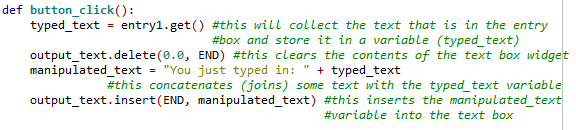 def button_click():
    typed_text = entry1.get() #this will collect the text that is in the entry
                              #box and store it in a variable (typed_text)
    output_text.delete(0.0, END) #this clears the contents of the text box widget
    manipulated_text = "You just typed in: " + typed_text
               #this concatenates (joins) some text with the typed_text variable
    output_text.insert(END, manipulated_text) #this inserts the manipulated_text
                                              #variable into the text box